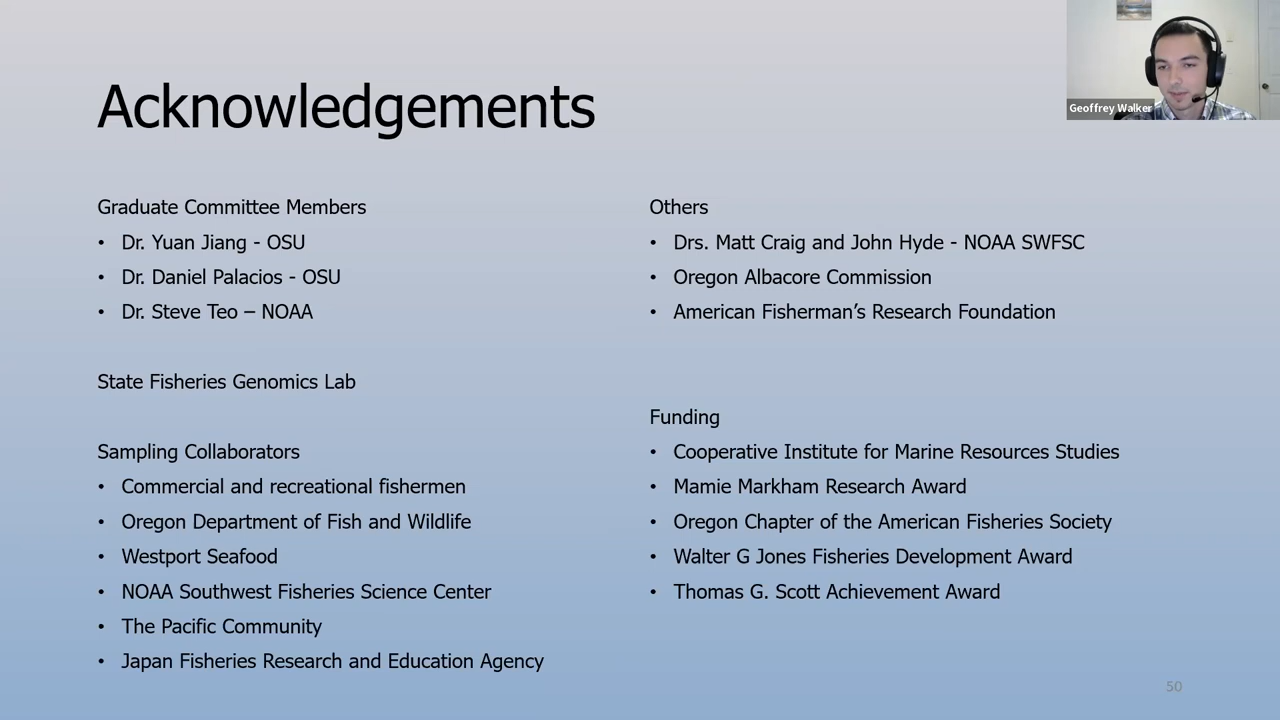 Acknowledgements
Geoffrey Walker
Graduate Committee Members
• Dr. Yuan Jiang - OSU
• Dr. Daniel Palacios - OSU
• Dr. Steve Teo – NOAA
State Fisheries Genomics Lab
Sampling Collaborators
• Commercial and recreational fishermen
• Oregon Department of Fish and Wildlife
• Westport Seafood
• NOAA Southwest Fisheries Science Center
• The Pacific Community
• Japan Fisheries Research and Education Agency
Others
• Drs. Matt Craig and John Hyde - NOAA SWFSC
• Oregon Albacore Commission
• American Fisherman’s Research Foundation
Funding
• Cooperative Institute for Marine Resources Studies
• Mamie Markham Research Award
• Oregon Chapter of the American Fisheries Society
• Walter G Jones Fisheries Development Award
• Thomas G. Scott Achievement Award
50